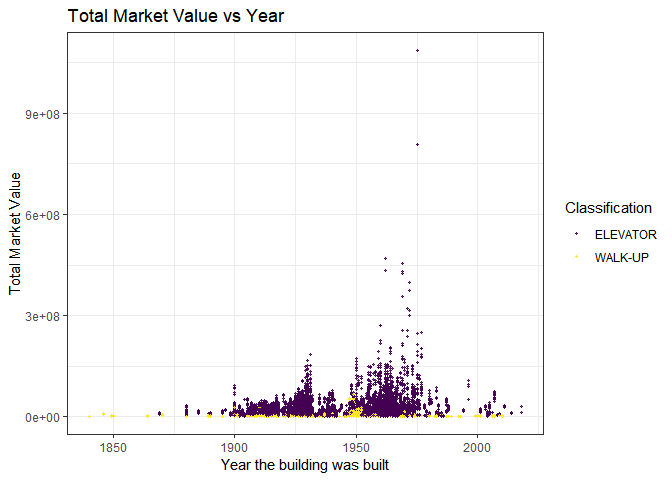 Total Market Value vs Year
Total Market Value
9e+08
6e+08
3e+08
0e+00
1850
1900
1950
2000
Year the building was built
Classification
ELEVATOR
WALK-UP